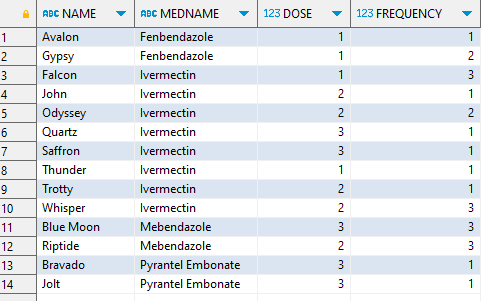 ABC NAME ABC MEDNAME 123 DOSE 123 FREQUENCY
1 Avalon Fenbendazole 1 1
2 Gypsy Fenbendazole 1 2
3 Falcon Ivermectin 1 3
4 John Ivermectin 2 1
5 Odyssey Ivermectin 2 2
6 Quartz Ivermectin 3 1
7 Saffron Ivermectin 3 1
8 Thunder Ivermectin 1 1
9 Trotty Ivermectin 2 1
10 Whisper Ivermectin 2 3
11 Blue Moon Mebendazole 3 3
12 Riptide Mebendazole 2 3
13 Bravado Pyrantel Embonate 3 1
14 Jolt Pyrantel Embonate 3 1